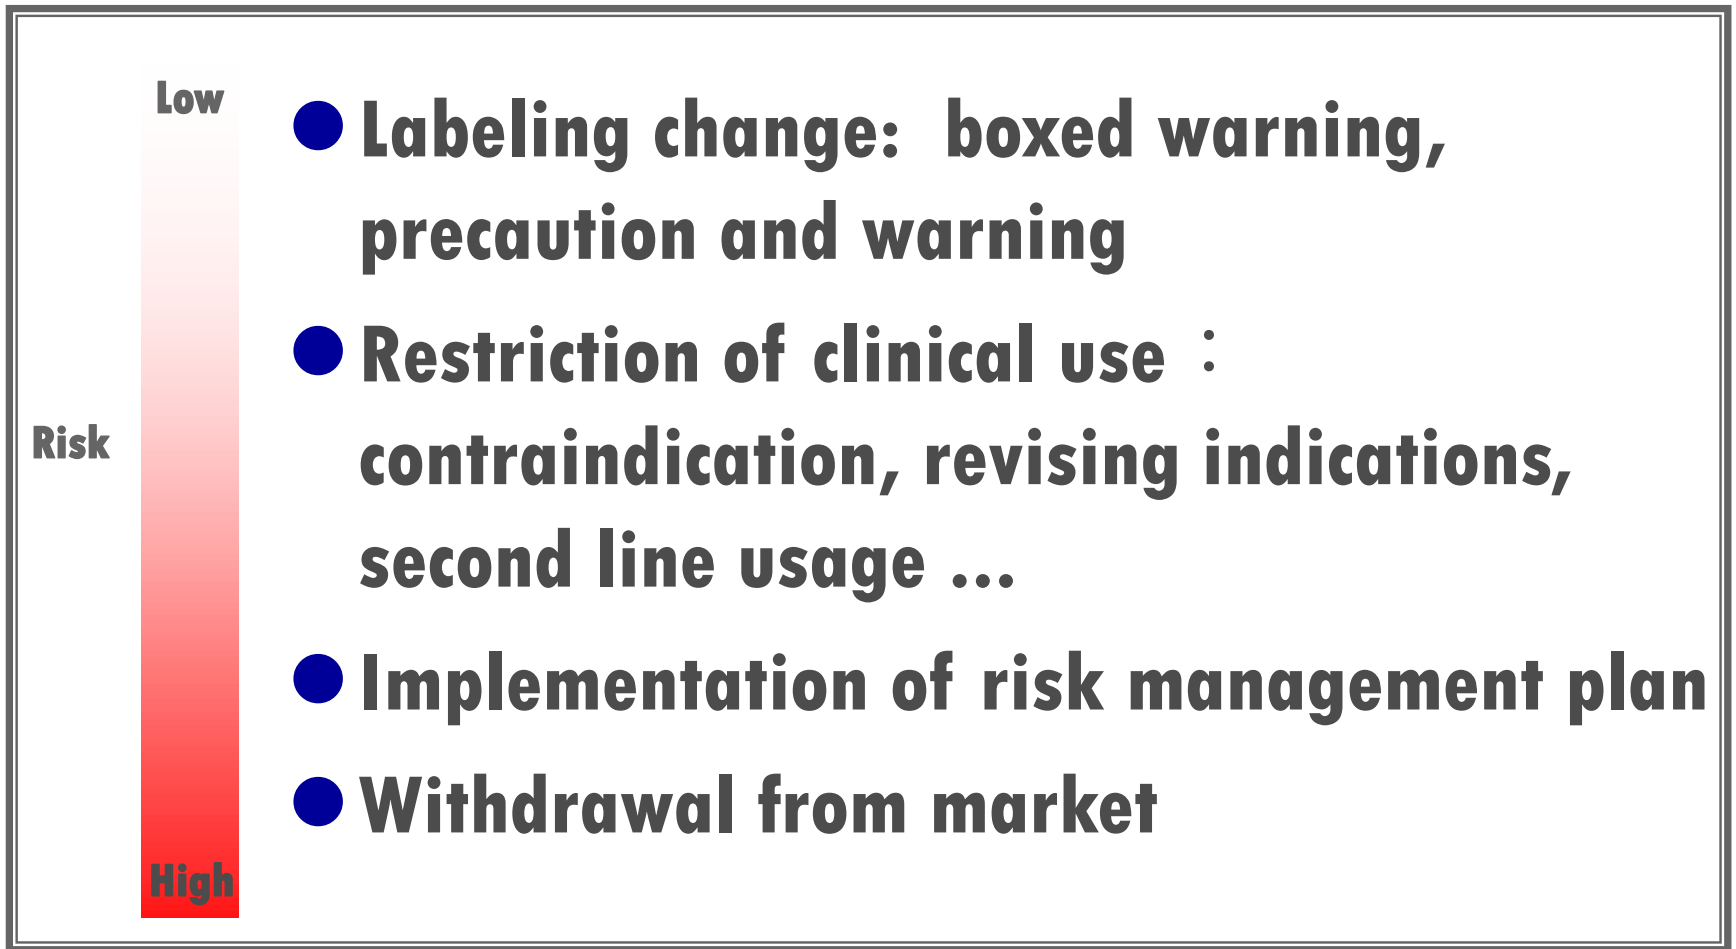 Low
Risk
High
● Labeling change: boxed warning,
precaution and warning
● Restriction of clinical use：
contraindication, revising indications,
second line usage ...
● Implementation of risk management plan
● Withdrawal from market